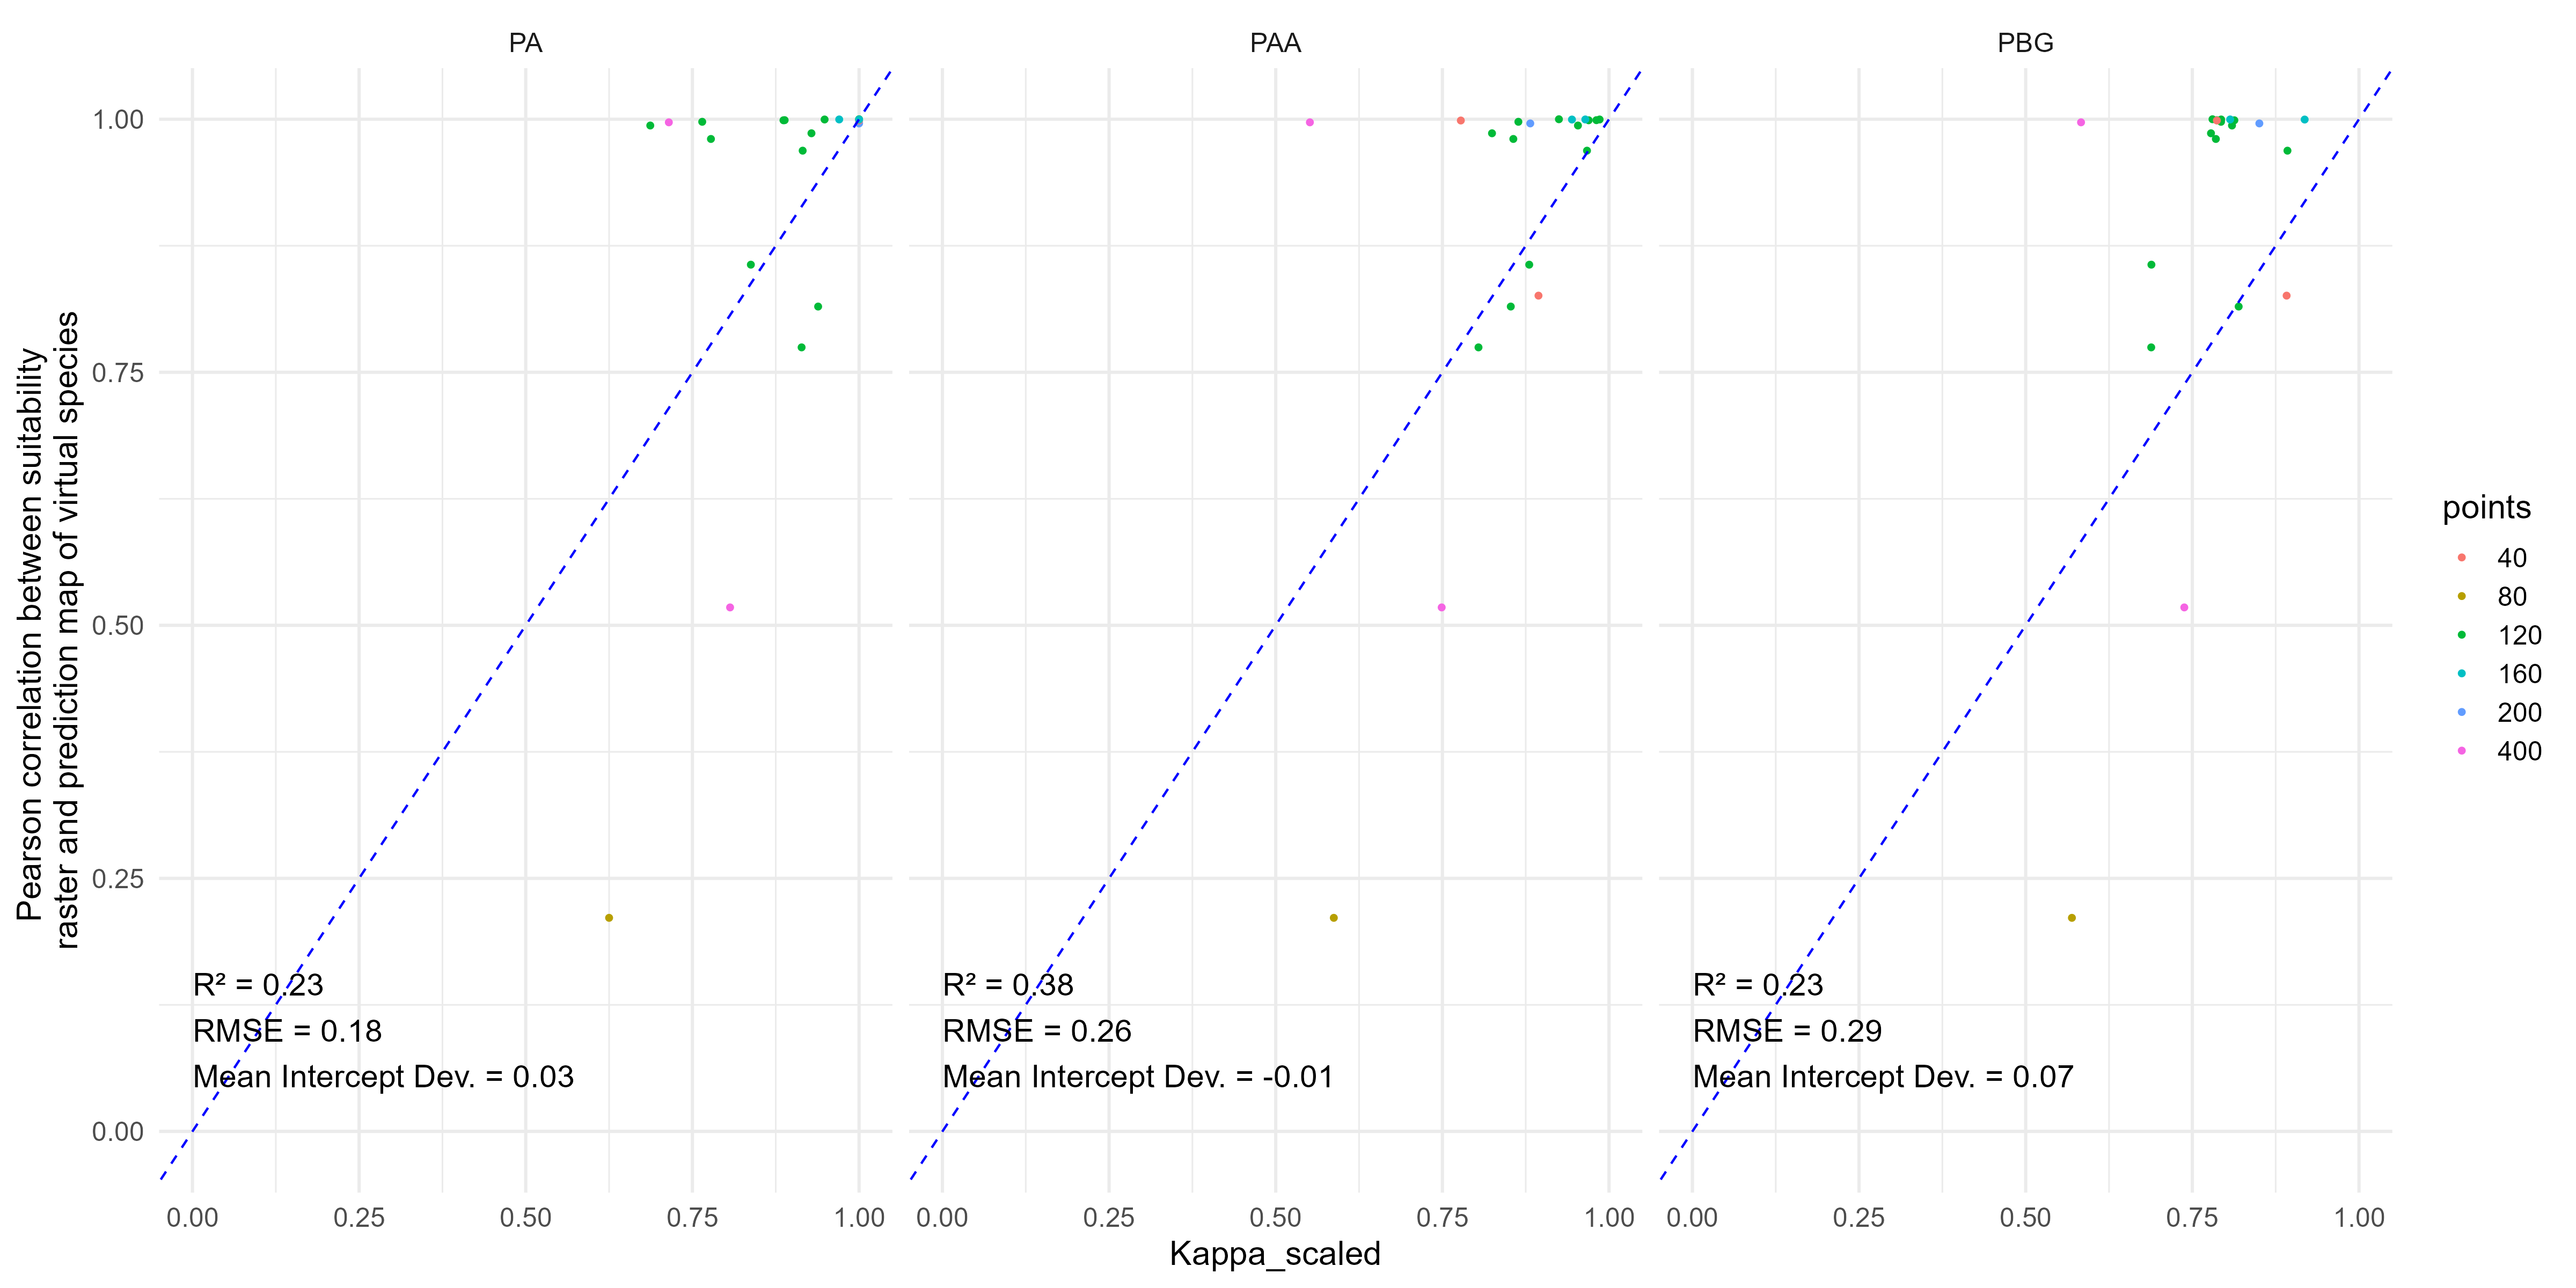 PA
PAA
PBG
Pearson correlation between suitability
raster and prediction map of virtual species
1.00
0.75
0.50
0.25
0.00
R² = 0.23
RMSE = 0.18
Mean Intercept Dev. = 0.03
R² = 0.38
RMSE = 0.26
Mean Intercept Dev. = -0.01
R² = 0.23
RMSE = 0.29
Mean Intercept Dev. = 0.07
0.00 0.25 0.50 0.75 1.00
0.00 0.25 0.50 0.75 1.00
0.00 0.25 0.50 0.75 1.00
Kappa_scaled
points
40
80
120
160
200
400